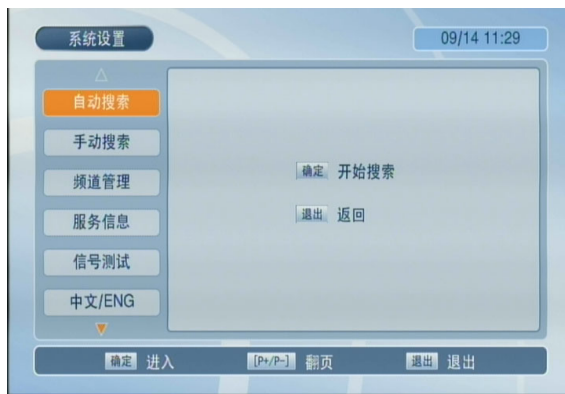 系统设置
09/14 11:29
自动搜索
手动搜索
频道管理
服务信息
信号测试
中文/ENG
确定 开始搜索
退出 返回
确定 进入 [P+/P-] 翻页 退出 退出